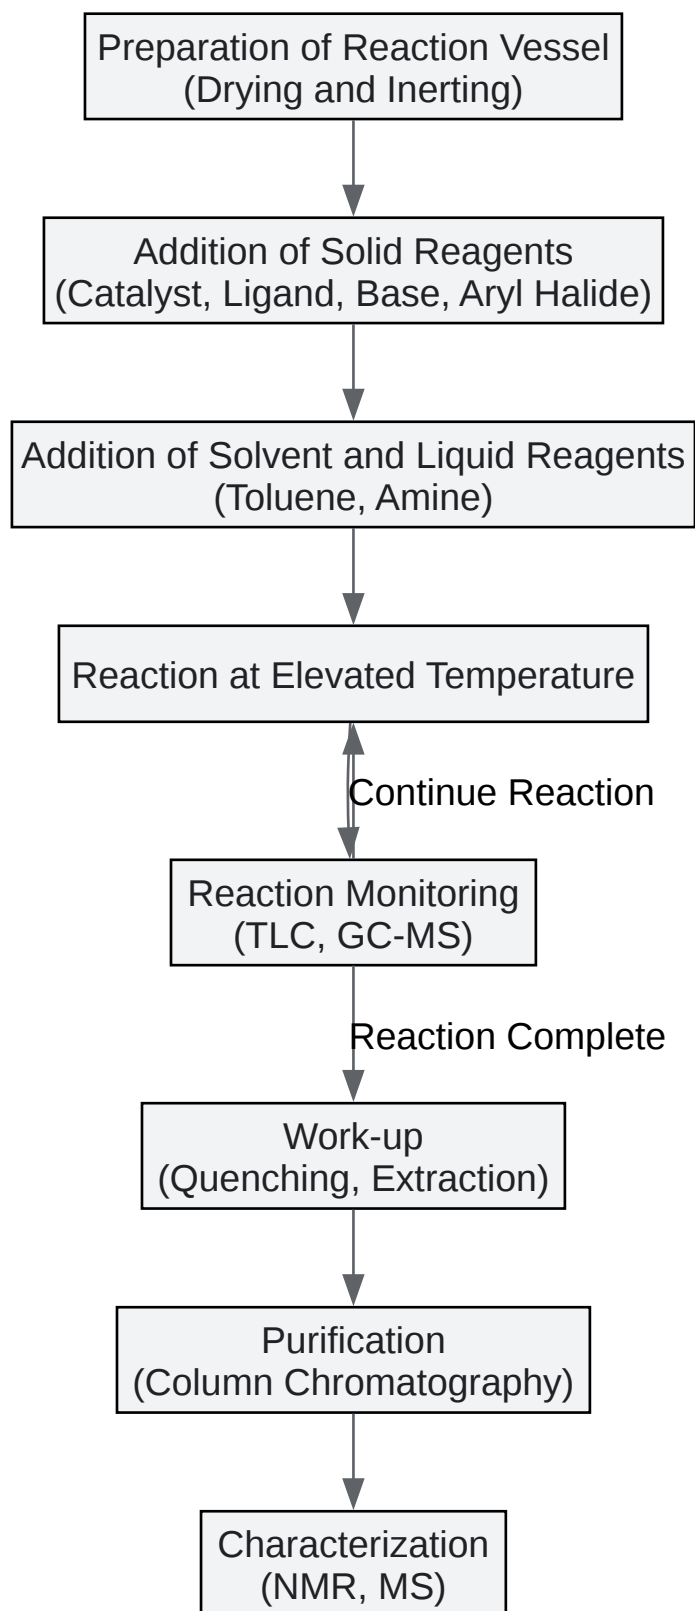 Preparation of Reaction Vessel
(Drying and Inerting)
Addition of Solid Reagents
(Catalyst, Ligand, Base, Aryl Halide)
Addition of Solvent and Liquid Reagents
(Toluene, Amine)
Reaction at Elevated Temperature
Continue Reaction
Reaction Monitoring
(TLC, GC-MS)
Reaction Complete
Work-up
(Quenching, Extraction)
Purification
(Column Chromatography)
Characterization
(NMR, MS)